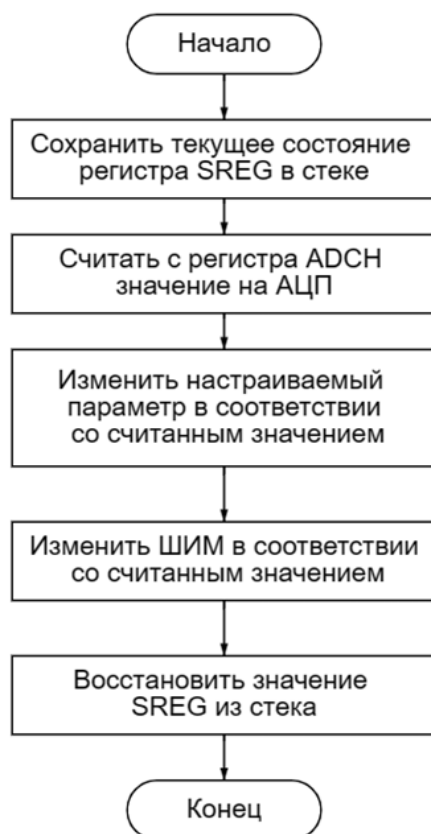 Начало
Сохранить текущее состояние
регистра SREG в стеке
Считать с регистра ADCH
значение на АЦП
Изменить настраиваемый
параметр в соответствии
со считанным значением
Изменить ШИМ в соответствии
со считанным значением
Восстановить значение
SREG из стека
Конец